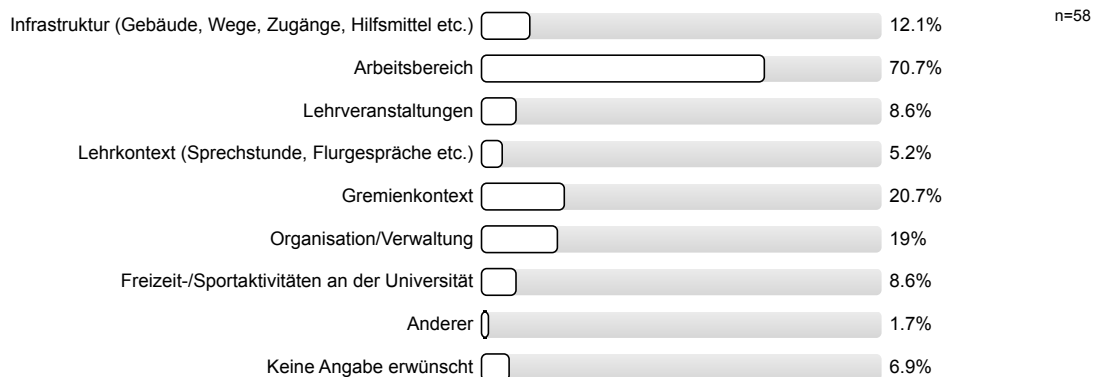 Infrastruktur (Gebäude, Wege, Zugänge, Hilfsmittel etc.) 12.1% n=58
Arbeitsbereich 70.7%
Lehrveranstaltungen 8.6%
Lehrkontext (Sprechstunde, Flurgespräche etc.) 5.2%
Gremienkontext 20.7%
Organisation/Verwaltung 19%
Freizeit-/Sportaktivitäten an der Universität 8.6%
Anderer 1.7%
Keine Angabe erwünscht 6.9%